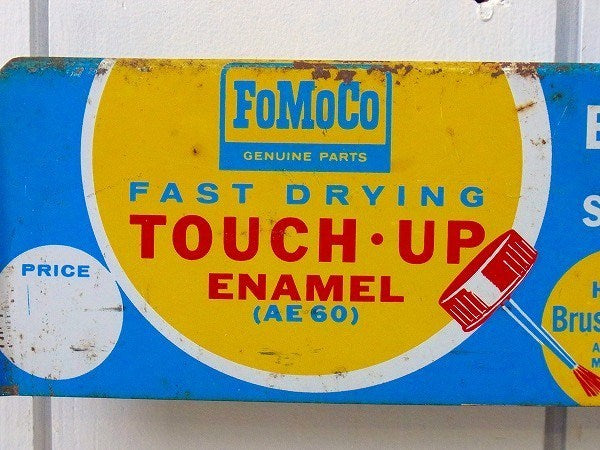 FoMoCo
GENUINE PARTS
FAST DRYING
TOUCH·UP
ENAMEL
(AE 60)
PRICE